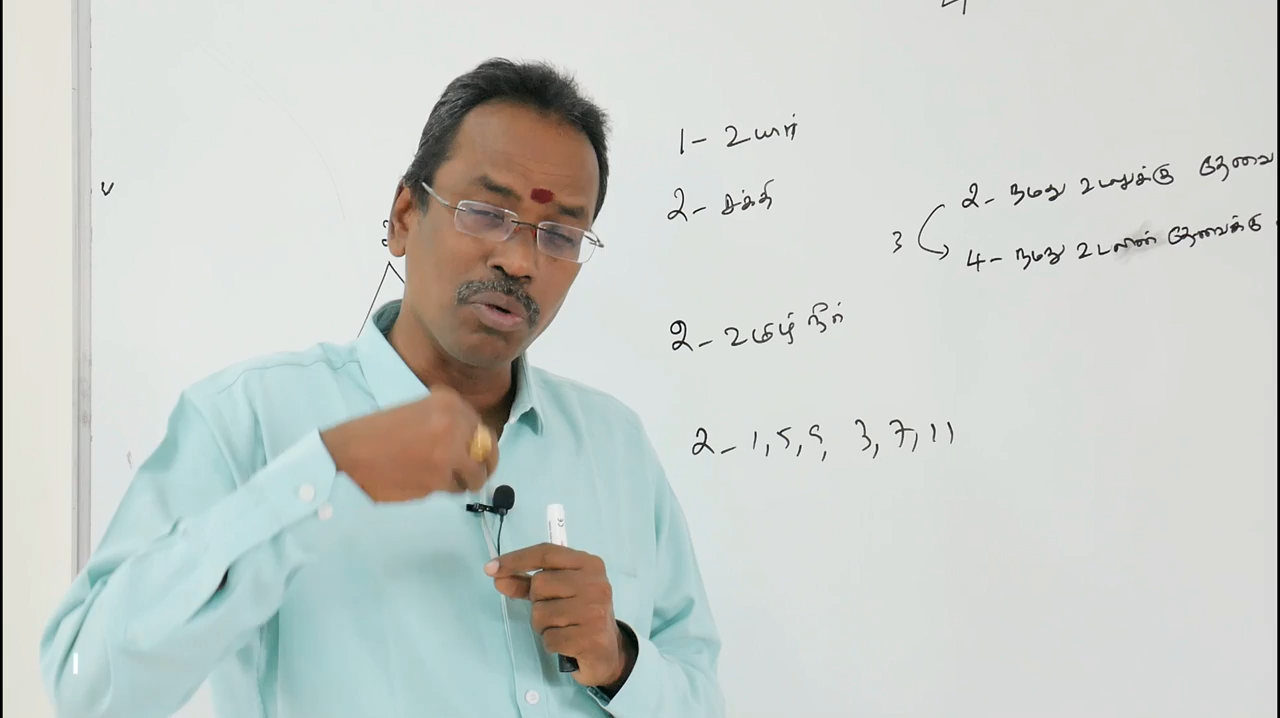 1 - உயிர்
2 - சக்தி
2 - நமது உயிருக்கு தேவை
3
4 - நமது உடலின் தேவைக்கு
2 - உமிழ் நீர்
2 - 1, 5, 9, 3, 7, 11